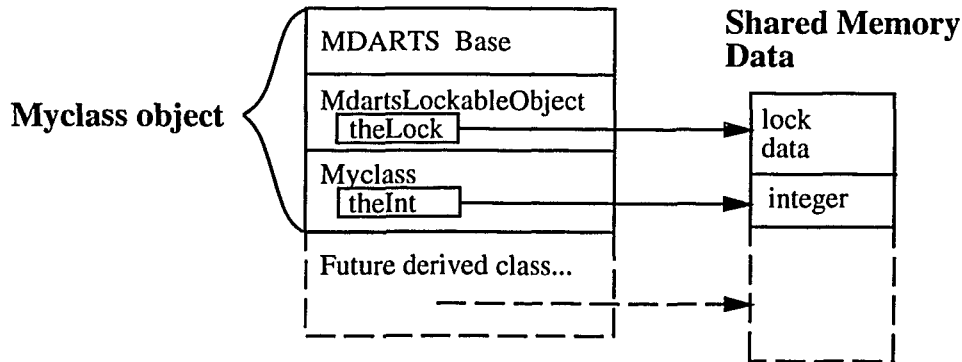 Shared Memory
Data
MDARTS Base
Myclass object
MdartsLockableObject
theLock
lock
data
Myclass
theInt
integer
Future derived class...